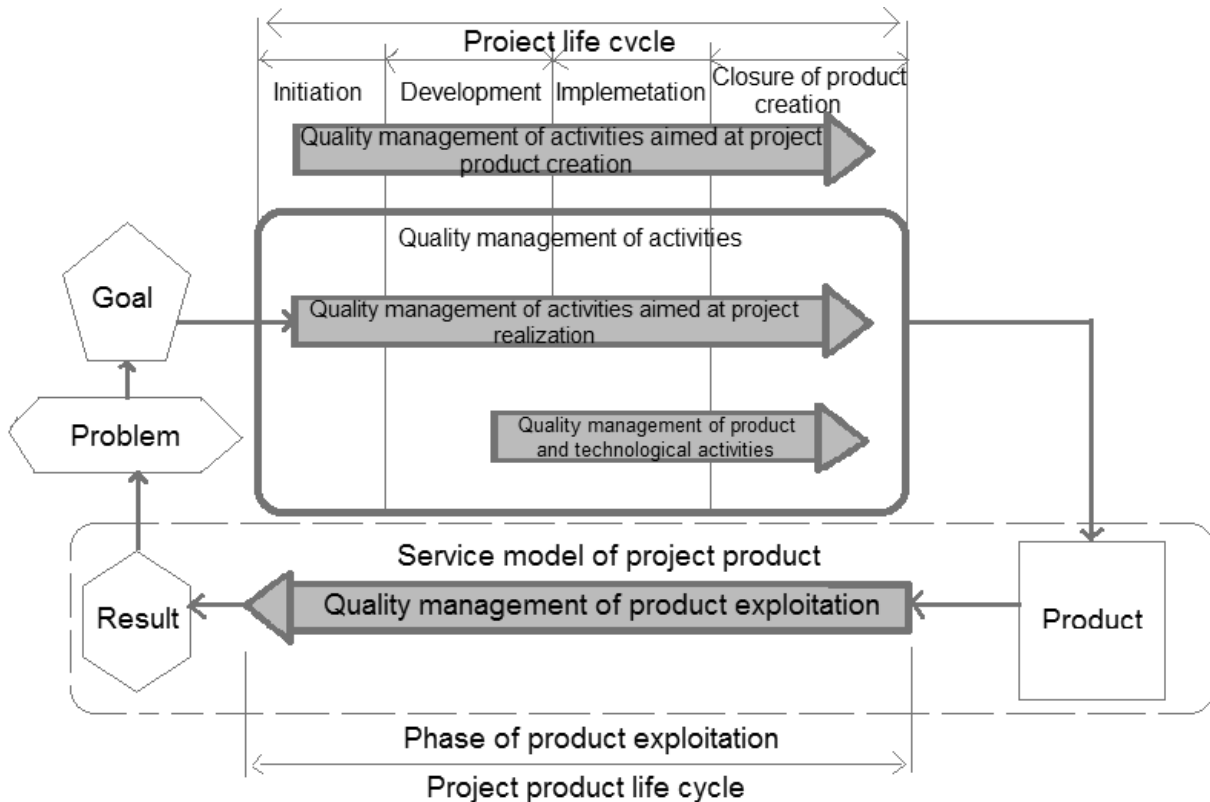 Proiect life cvcle
Initiation
Development
Implemetation
Closure of product
creation
Quality management of activities aimed at project
product creation
Quality management of activities
Goal
Quality management of activities aimed at project
realization
Problem
Quality management of product
and technological activities
Service model of project product
Result
Quality management of product exploitation
Product
Phase of product exploitation
Project product life cycle